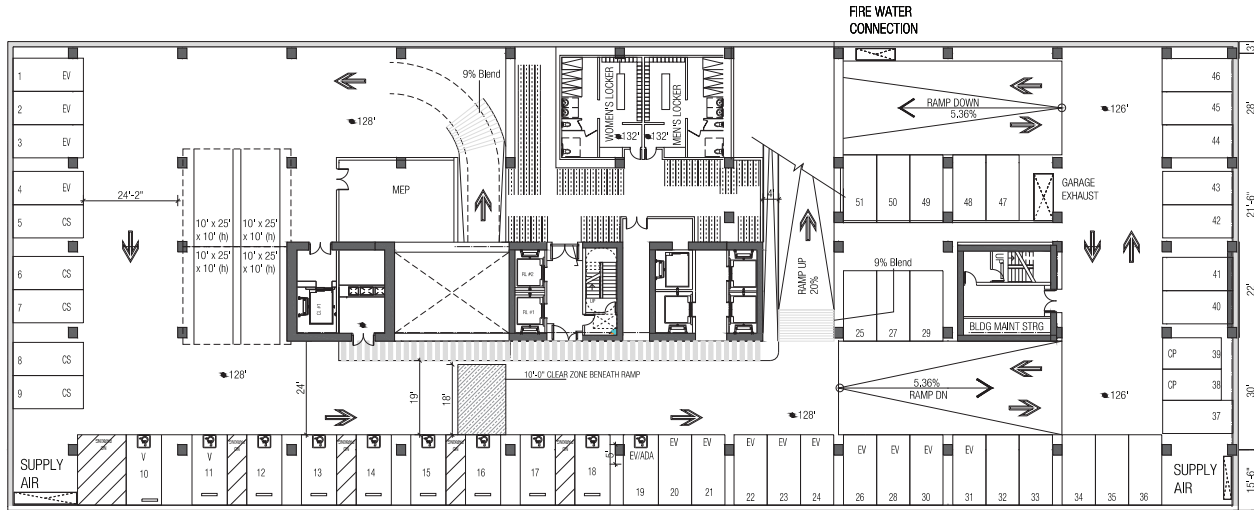 FIRE WATER
CONNECTION
1 EV
2 EV
3 EV
4 EV
5 CS
6 CS
7 CS
8 CS
9 CS
24'-2"
128'
9% Blend
MEP
10' x 25'
x 10' (h)
10' x 25'
x 10' (h)
10' x 25'
x 10' (h)
10' x 25'
x 10' (h)
WOMEN'S LOCKER
MEN'S LOCKER
132'
132'
4'
RAMP UP
20%
9% Blend
RAMP DOWN
5.36%
126'
46
45
44
43
42
41
40
CP 39
CP 38
37
51
50
49
48
47
GARAGE
EXHAUST
UP
UP
25
27
29
BLDG MAINT STRG
5.36%
RAMP DN
126'
128'
128'
24'
19'
18'
10'-0" CLEAR ZONE BENEATH RAMP
3'
28'
21'-6"
22'
30'
15'-6"
SUPPLY
AIR
V
10
V
11
12
13
14
15
16
17
18
5'
EV/ADA
19
EV
20
EV
21
EV
22
EV
23
EV
24
EV
26
EV
28
EV
30
EV
31
EV
32
33
34
35
36
SUPPLY
AIR